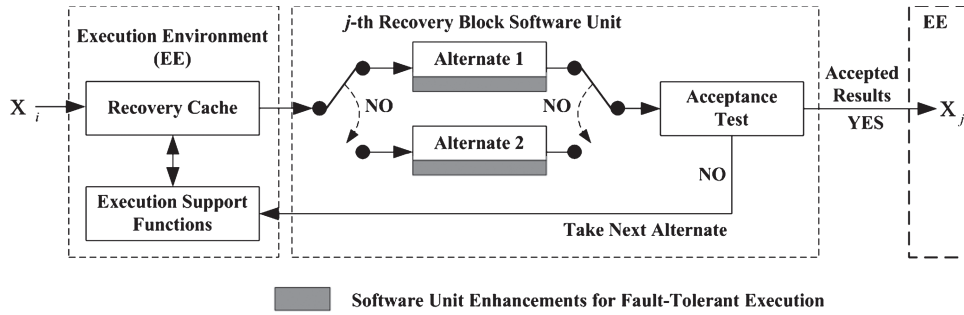 j-th Recovery Block Software Unit
EE
Execution Environment
(EE)
Alternate 1
Accepted
Results
YES
X i
Recovery Cache
NO
NO
Acceptance
Test
X j
Alternate 2
NO
Execution Support
Functions
Take Next Alternate
Software Unit Enhancements for Fault-Tolerant Execution